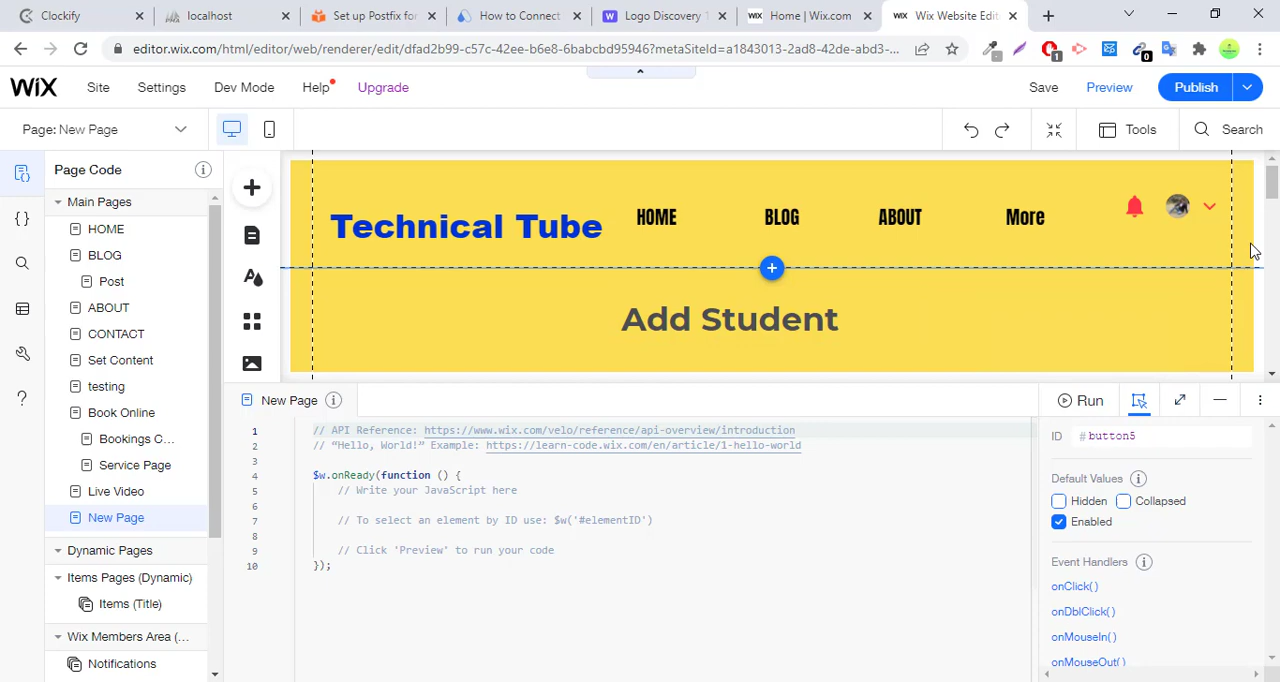 Clockify
localhost
Set up Postfix for
How to Connect
Logo Discovery T
Home | Wix.com
Wix Website Edit
editor.wix.com/html/editor/web/renderer/edit/dfad2b99-c57c-42ee-b6e8-6babcbd95946?metaSiteId=a1843013-2ad8-42de-abd3-...
WiX
Site
Settings
Dev Mode
Help
Upgrade
Save
Preview
Publish
Page: New Page
Tools
Search
Page Code
Main Pages
HOME
BLOG
Post
ABOUT
CONTACT
Set Content
testing
Book Online
Bookings C...
Service Page
Live Video
New Page
Dynamic Pages
Items Pages (Dynamic)
Items (Title)
Wix Members Area (...
Notifications
Technical Tube
HOME
BLOG
ABOUT
More
Add Student
New Page
Run
1 // API Reference: https://www.wix.com/velo/reference/api-overview/introduction
2 // “Hello, World!” Example: https://learn-code.wix.com/en/article/1-hello-world
3
4 $w.onReady(function () {
5 // Write your JavaScript here
6
7 // To select an element by ID use: $w('#elementID')
8
9 // Click 'Preview' to run your code
10 });
ID #button5
Default Values
Hidden Collapsed
Enabled
Event Handlers
onClick()
onDblClick()
onMouseIn()
onMouseOut()